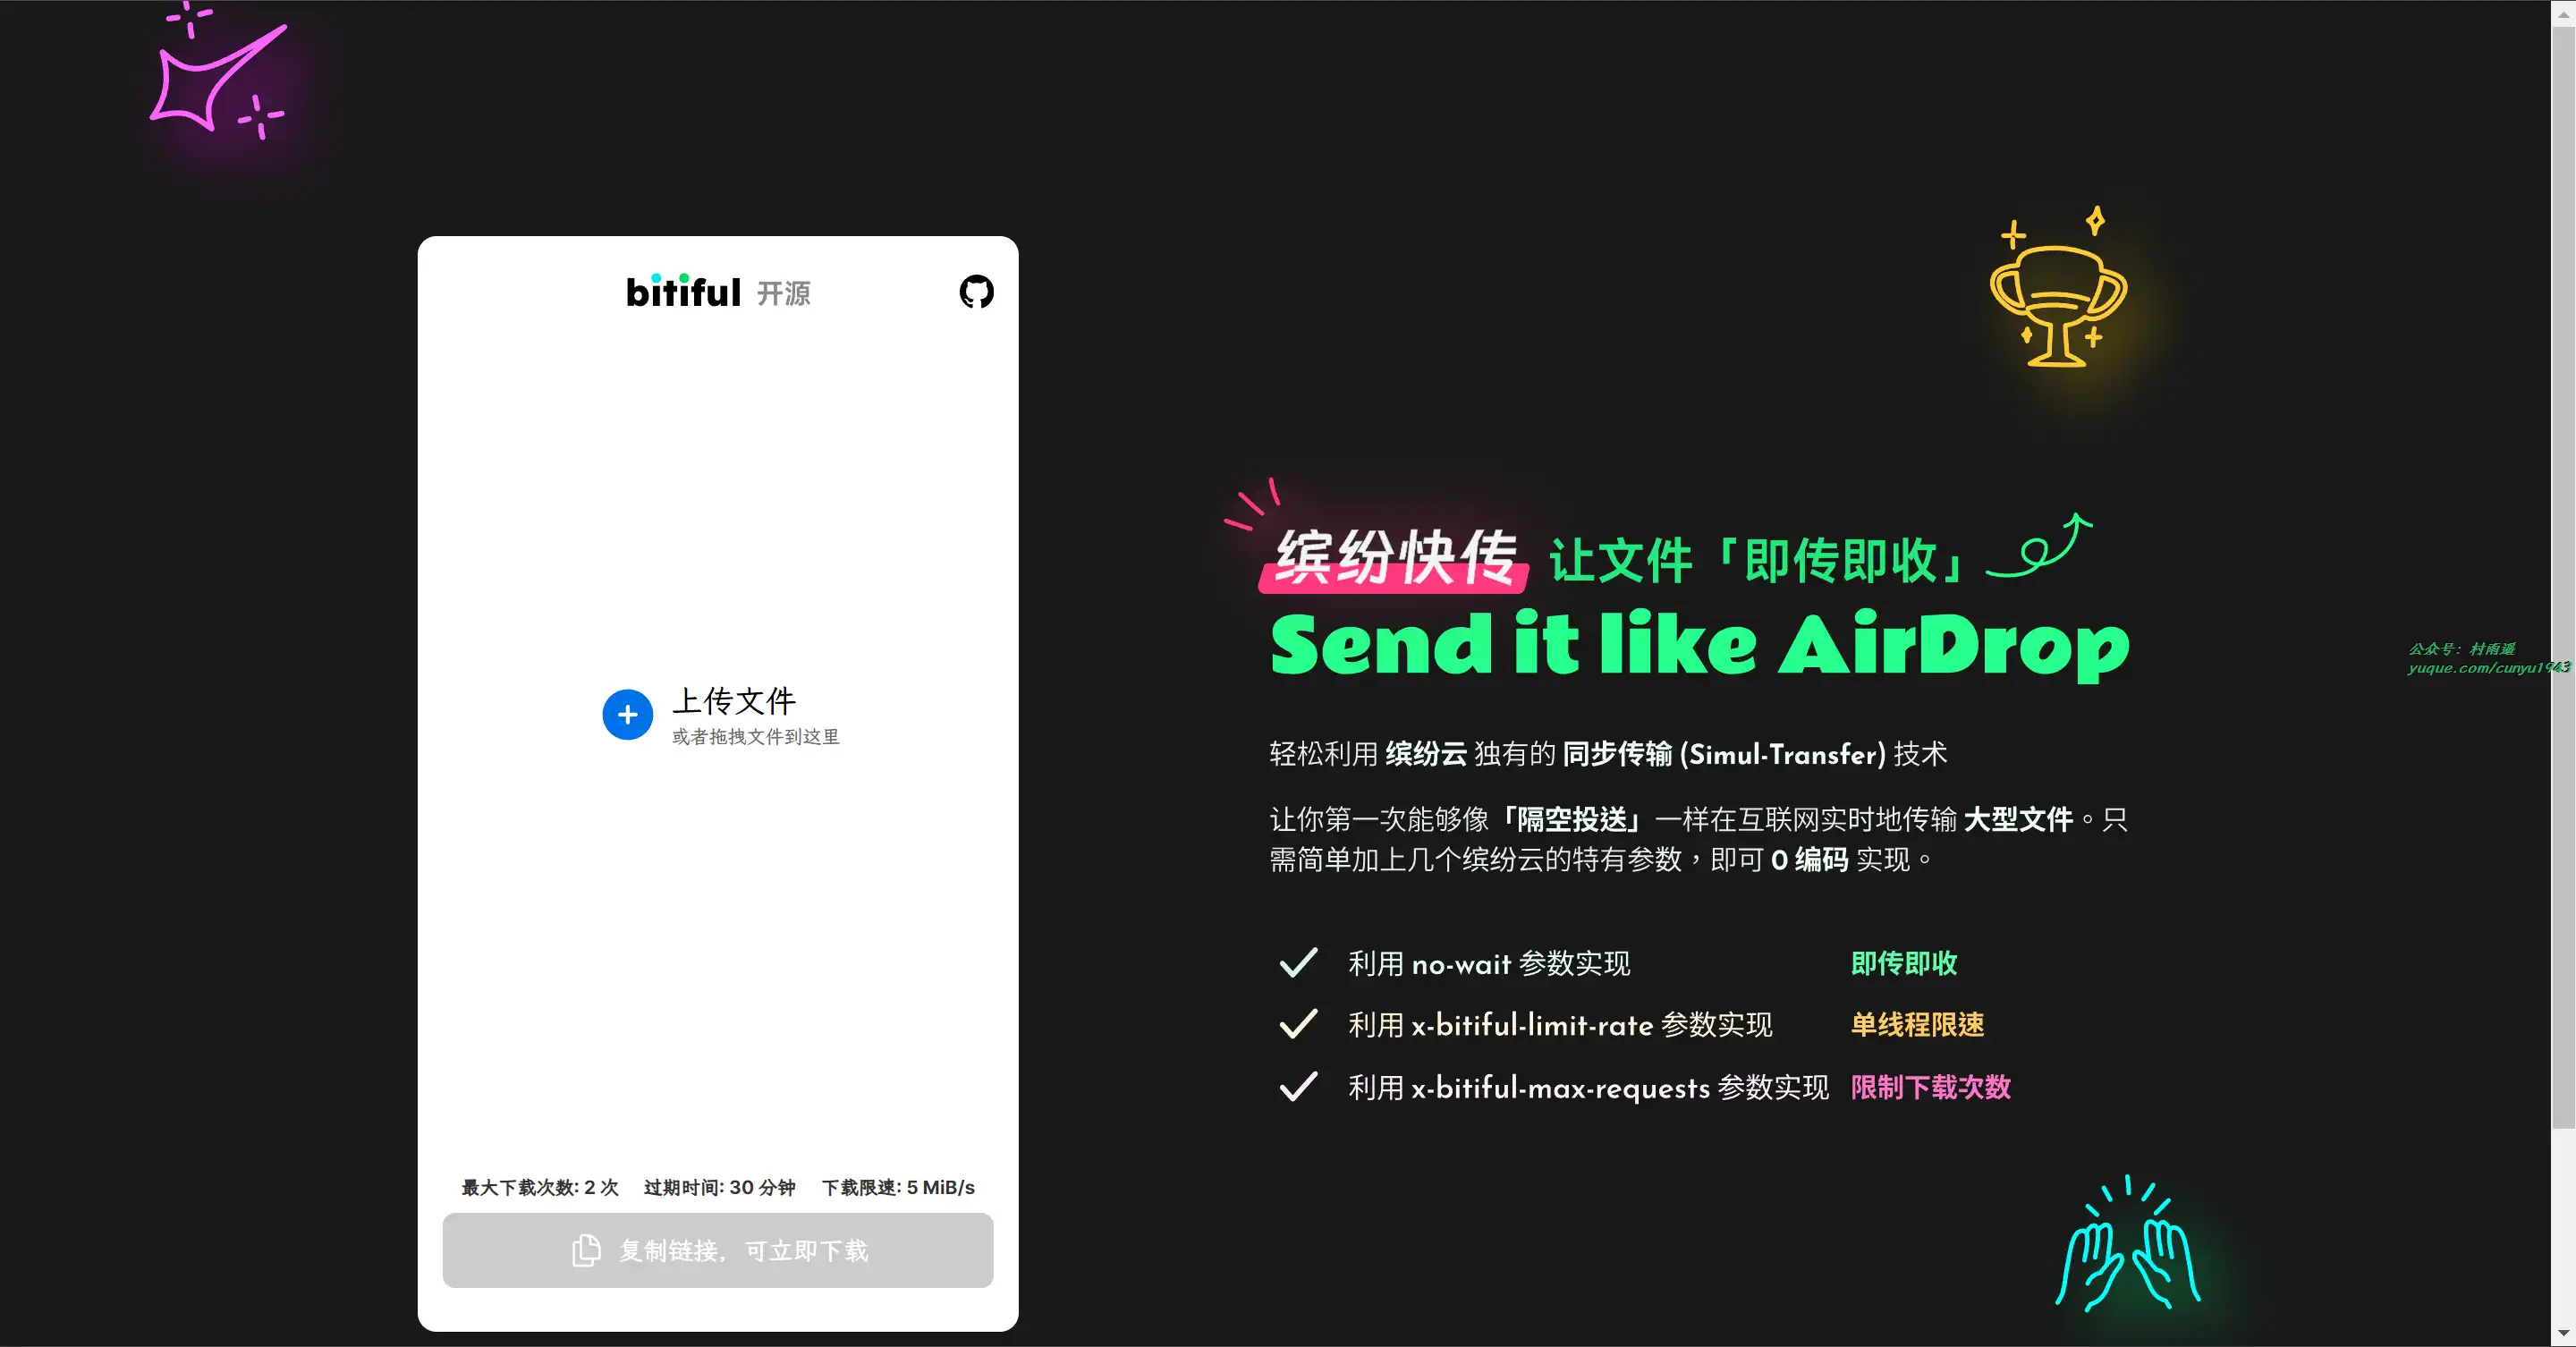 bitiful 开源
上传文件
或者拖拽文件到这里
最大下载次数: 2 次 过期时间: 30 分钟 下载限速: 5 MiB/s
复制链接，可立即下载
缤纷快传 让文件「即传即收」
Send it like AirDrop
轻松利用 缤纷云 独有的 同步传输 (Simul-Transfer) 技术
让你第一次能够像「隔空投送」一样在互联网实时地传输 大型文件。只
需简单加上几个缤纷云的特有参数，即可 0 编码 实现。
利用 no-wait 参数实现 即传即收
利用 x-bitiful-limit-rate 参数实现 单线程限速
利用 x-bitiful-max-requests 参数实现 限制下载次数
公众号：村雨遥
yuque.com/cunyu1943